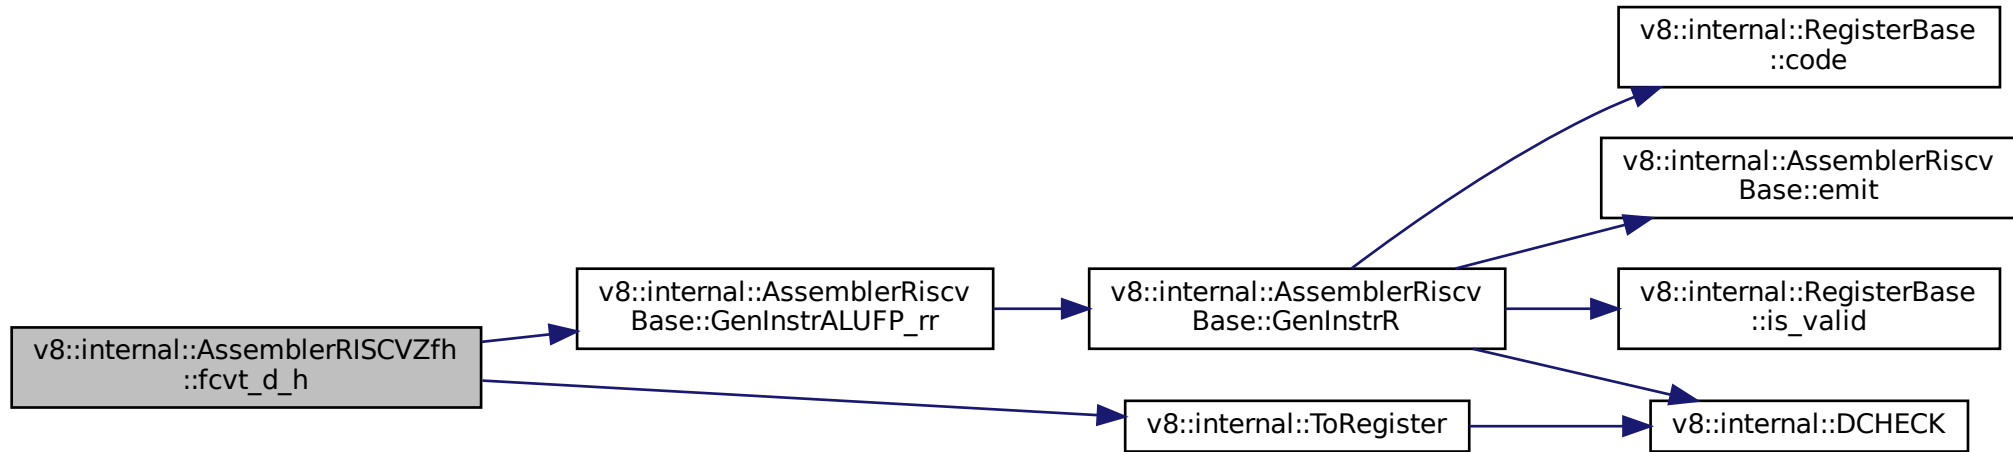 v8::internal::RegisterBase
::code
v8::internal::AssemblerRiscv
Base::emit
v8::internal::AssemblerRiscv
Base::GenInstrALUFP_rr
v8::internal::AssemblerRiscv
Base::GenInstrR
v8::internal::RegisterBase
::is_valid
v8::internal::AssemblerRISCVZfh
::fcvt_d_h
v8::internal::ToRegister
v8::internal::DCHECK